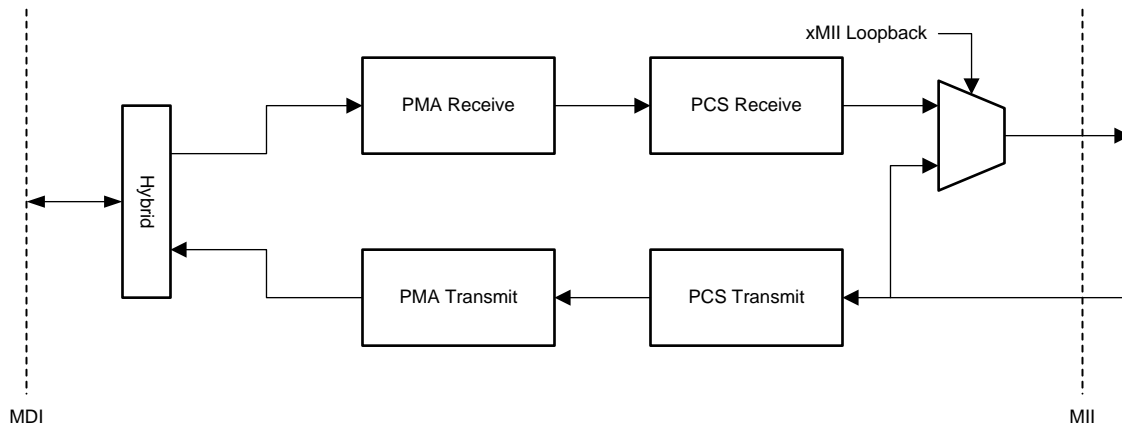 xMII Loopback
PMA Receive
PCS Receive
Hybrid
PMA Transmit
PCS Transmit
MDI
MII